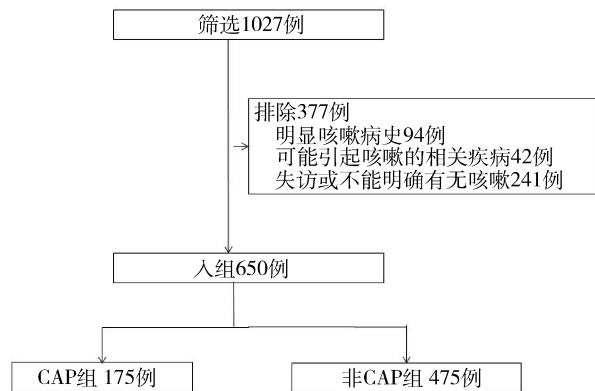 筛选1027例
排除377例
明显咳嗽病史94例
可能引起咳嗽的相关疾病42例
失访或不能明确有无咳嗽241例
入组650例
CAP组 175例
非CAP组 475例